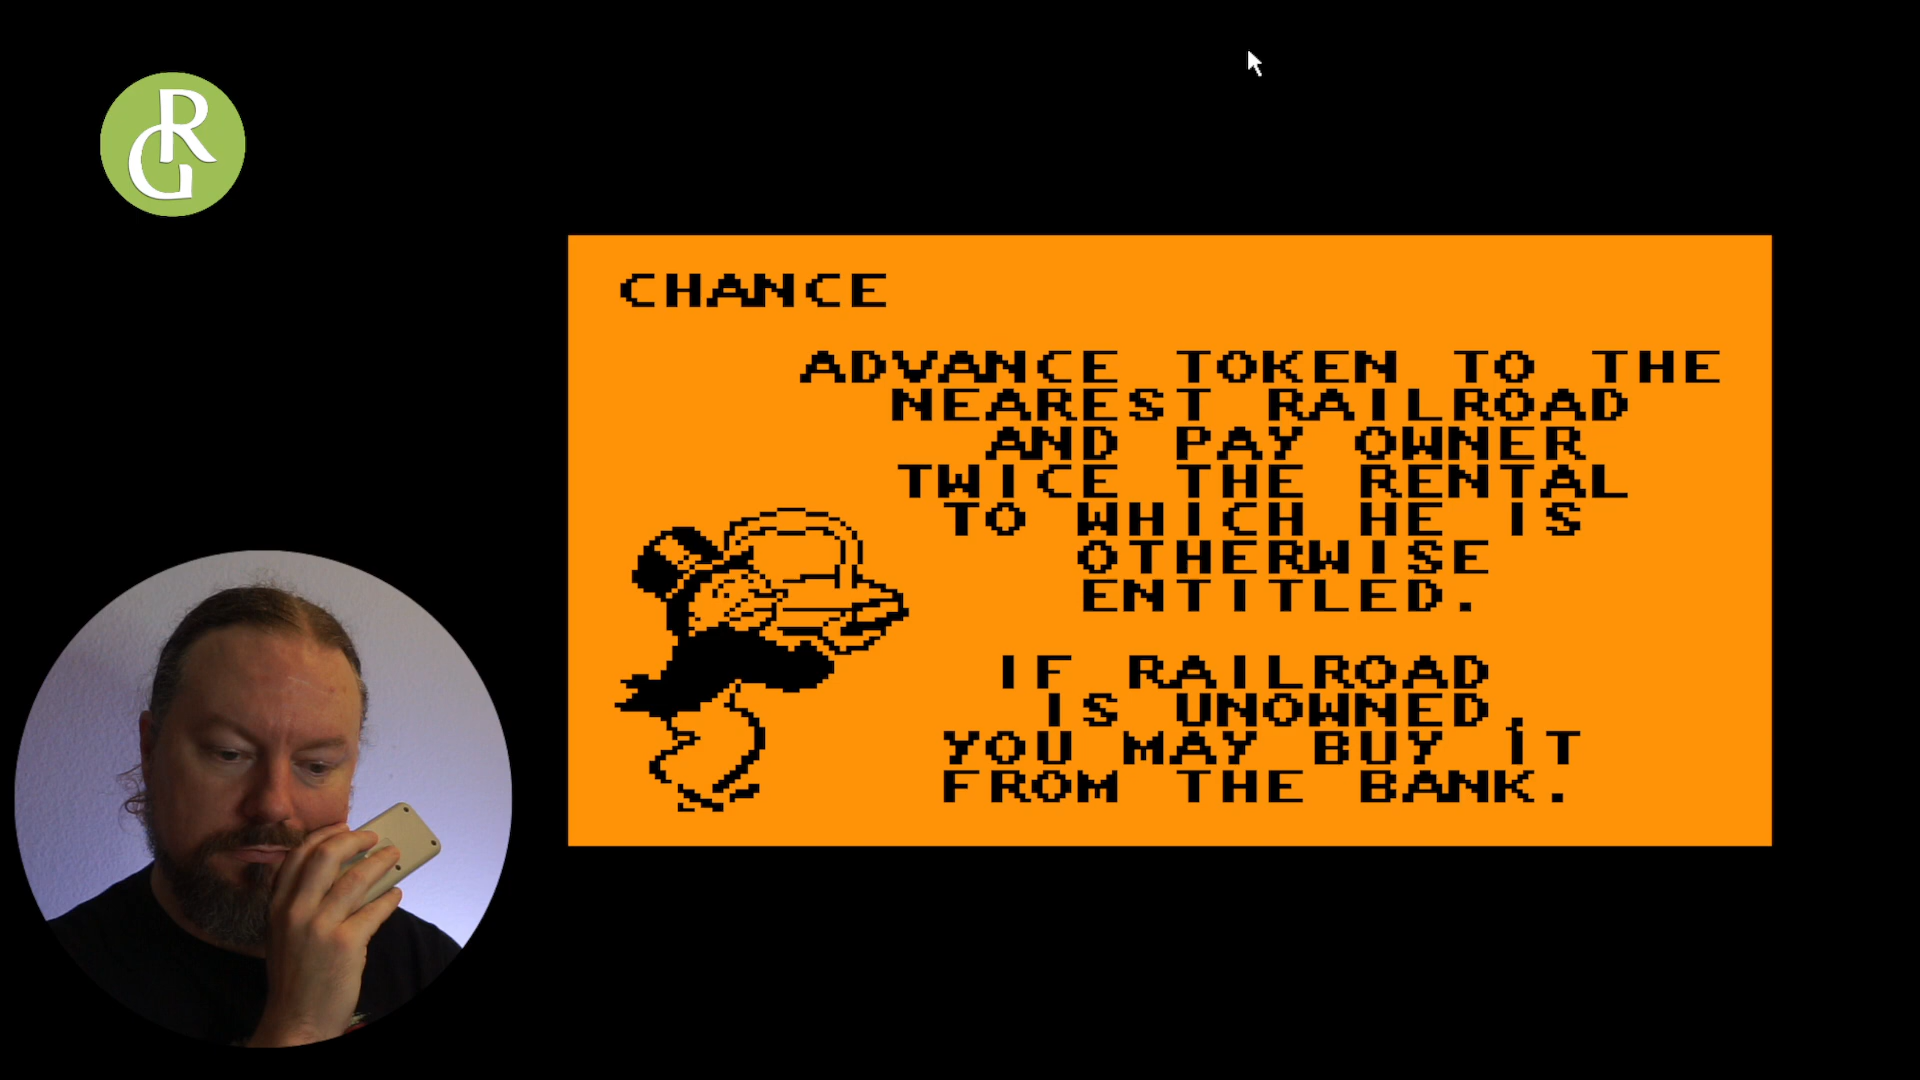 RG
CHANCE
ADVANCE TOKEN TO THE
NEAREST RAILROAD
AND PAY OWNER
TWICE THE RENTAL
TO WHICH HE IS
OTHERWISE
ENTITLED.
IF RAILROAD
IS UNOWNED,
YOU MAY BUY IT
FROM THE BANK.